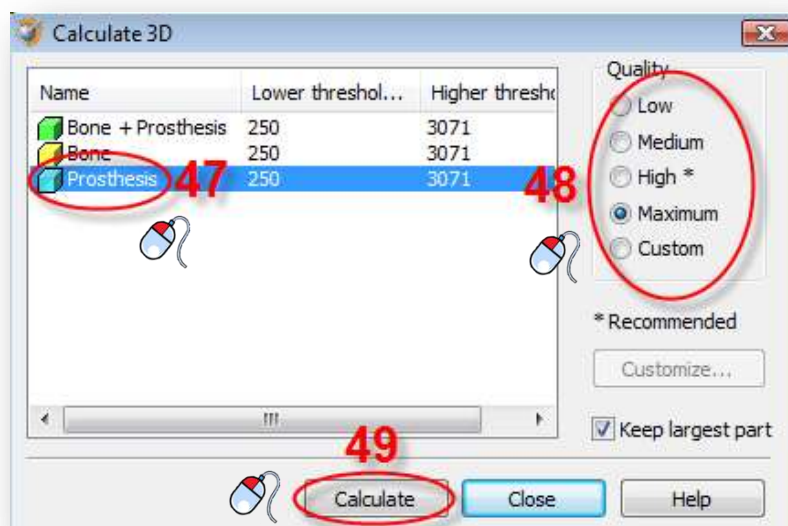 Calculate 3D
Name Lower threshol... Higher thresho
Bone + Prosthesis 250 3071
Bone 250 3071
Prosthesis 47 250 3071
Quality
Low
Medium
48 High *
Maximum
Custom
* Recommended
Customize...
Keep largest part
49
Calculate Close Help